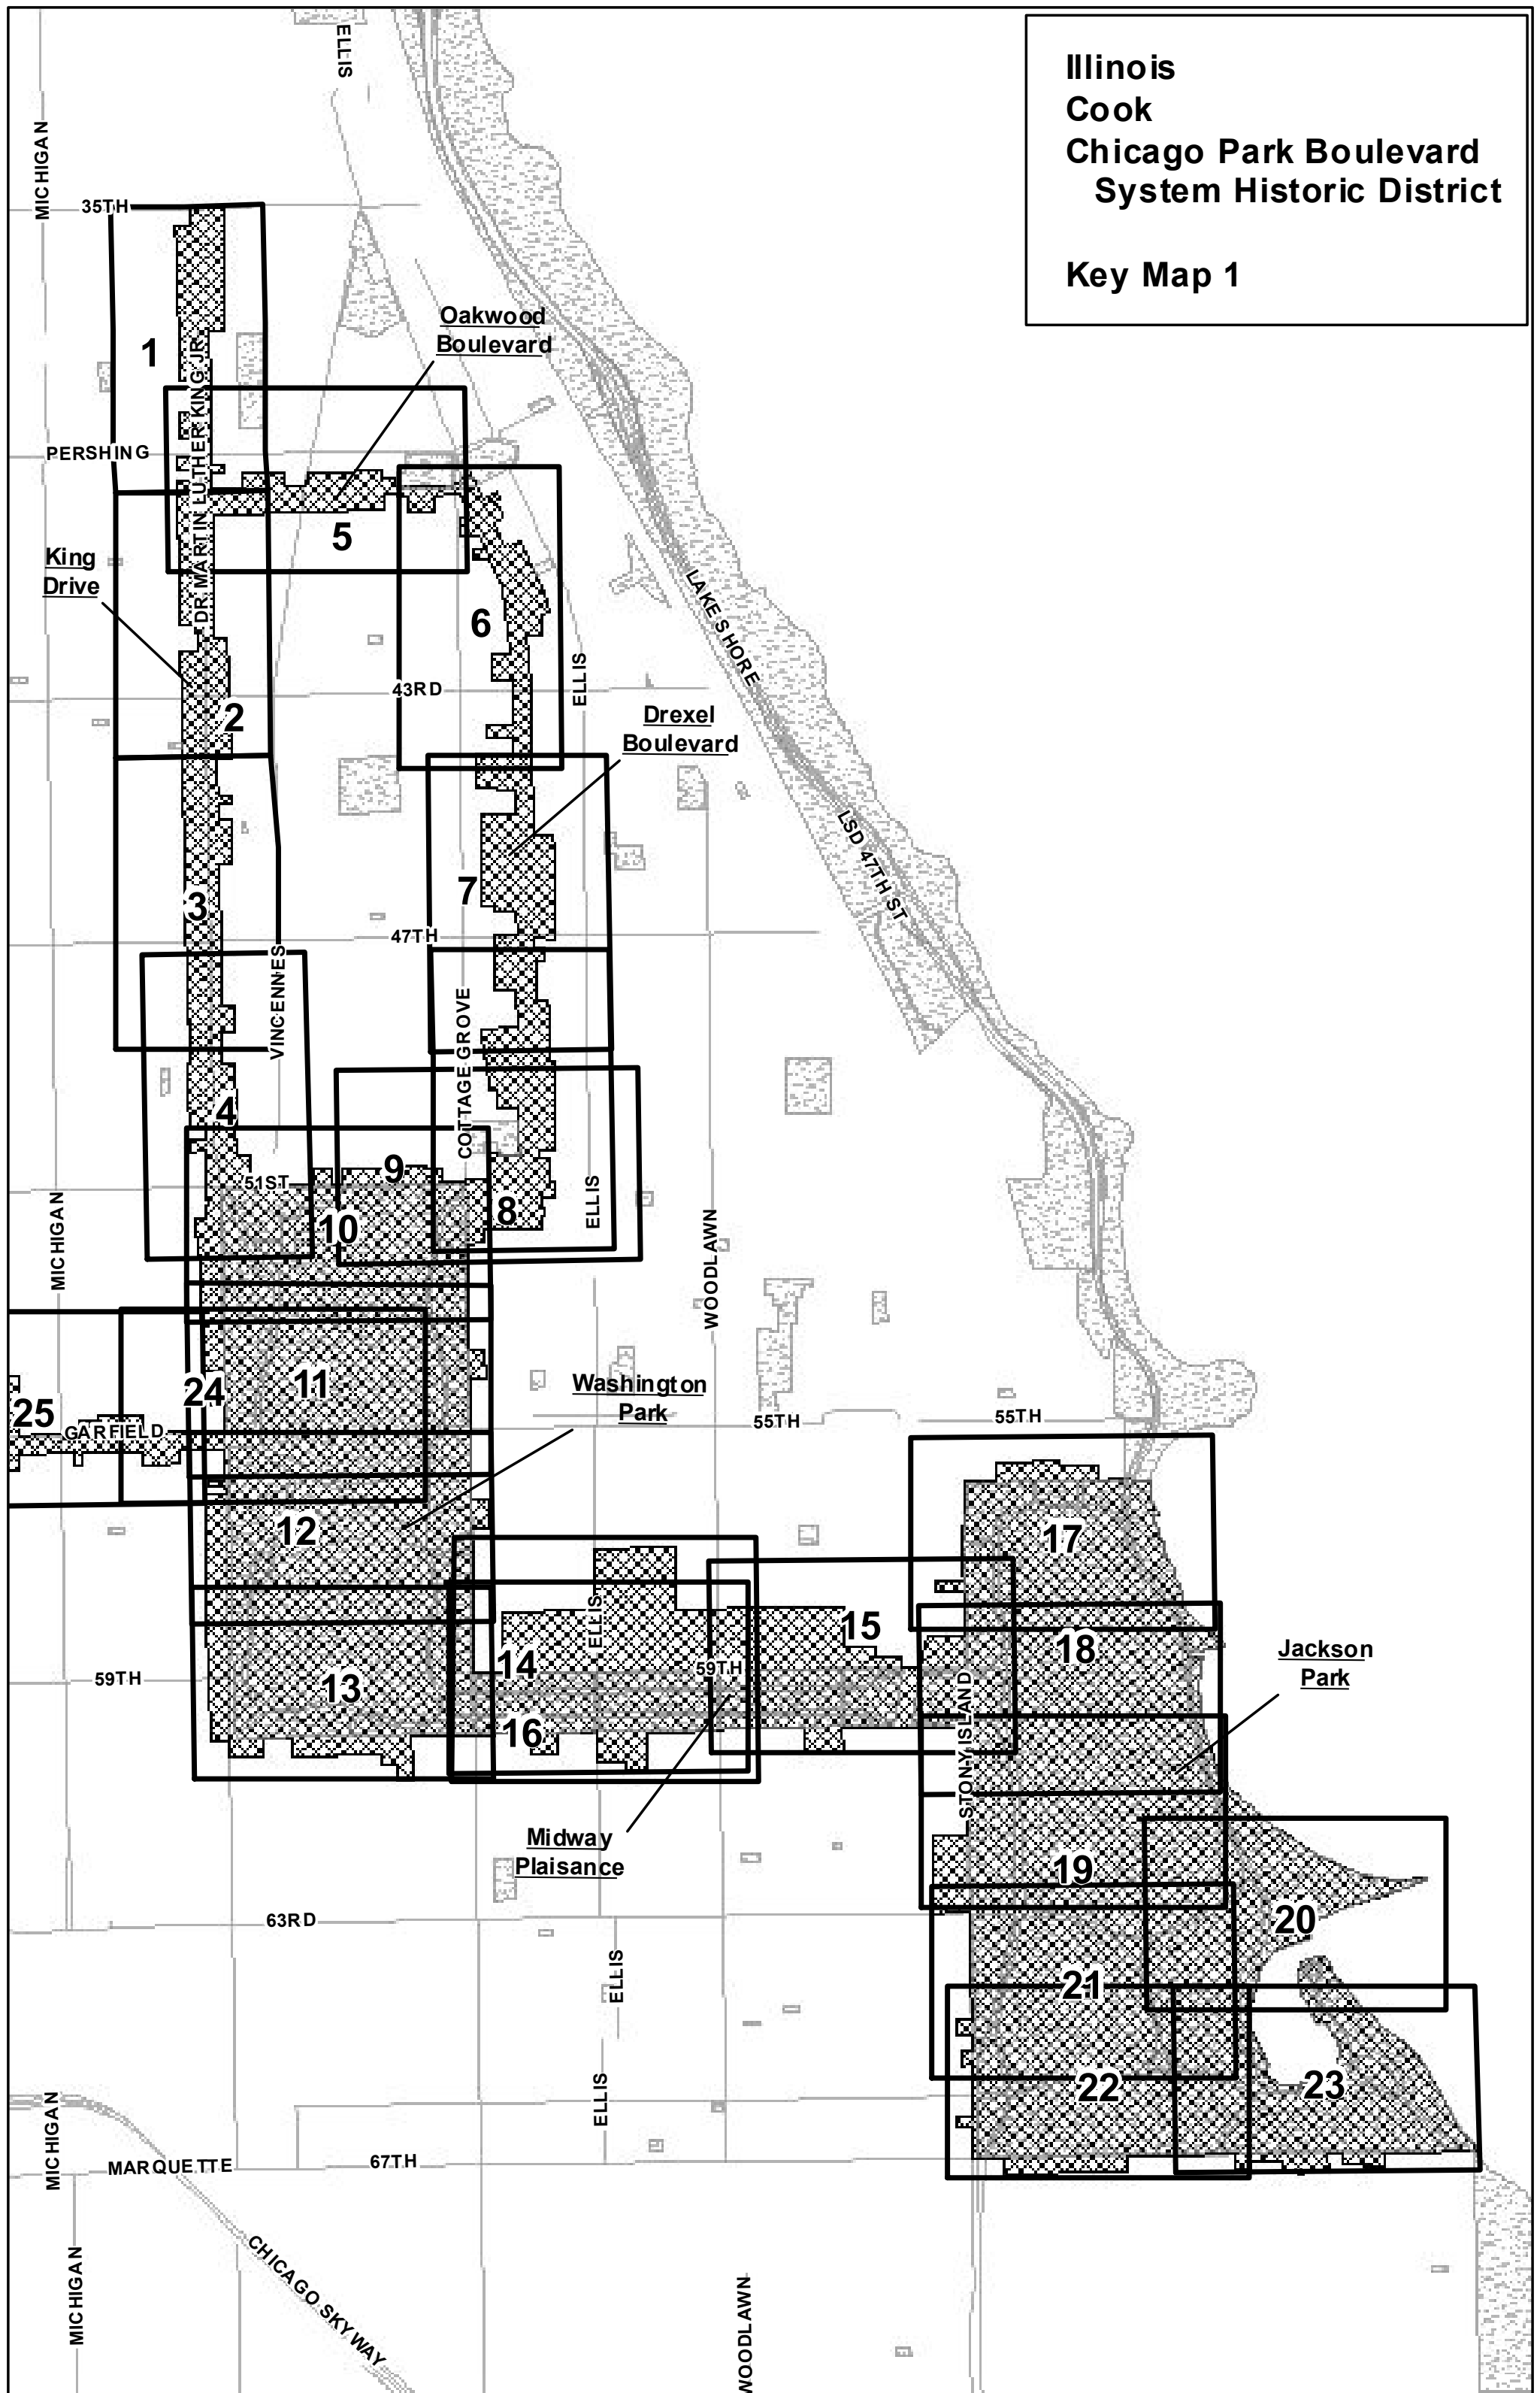 Illinois
Cook
Chicago Park Boulevard
System Historic District
Key Map 1
ELLIS
MICHIGAN
35TH
Oakwood
Boulevard
1
DR. MARTIN LUTHER KING JR
PERSHING
5
King
Drive
LAKE SHORE
6
ELLIS
43RD
2
Drexel
Boulevard
LSD 47TH ST
7
3
47TH
VINCENNES
COTTAGE GROVE
4
9
51ST
8
10
ELLIS
MICHIGAN
WOODLAWN
11
24
25
GARFIELD
Washington
Park
55TH
55TH
12
17
ELLIS
15
14
59TH
18
Jackson
Park
59TH
13
16
STONY ISLAND
Midway
Plaisance
19
63RD
20
ELLIS
21
22
23
ELLIS
MICHIGAN
MARQUETTE
67TH
CHICAGO SKYWAY
MICHIGAN
WOODLAWN